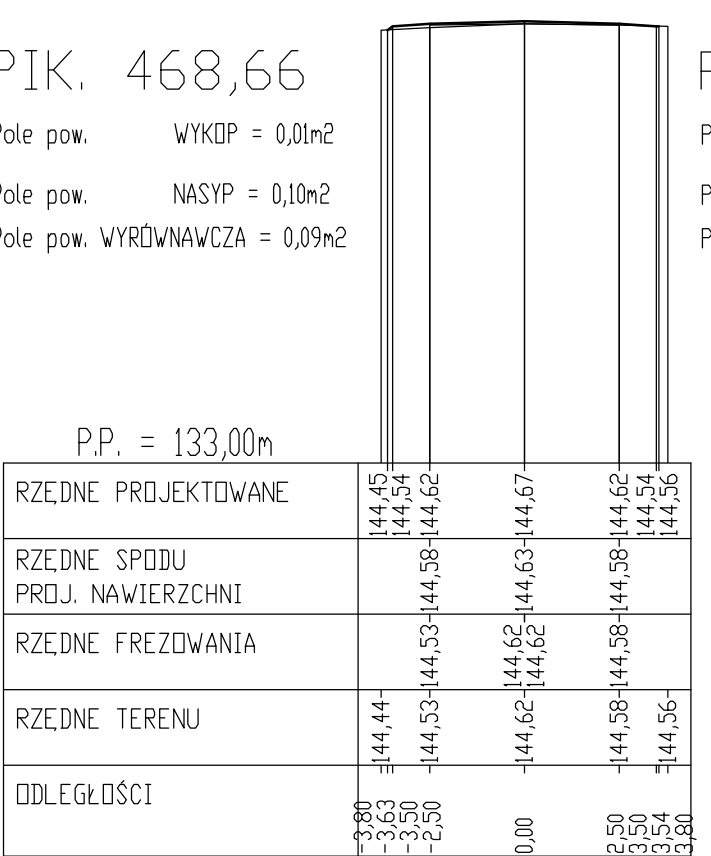 PIK. 468,66
Pole pow. WYKOP = 0,01m2
Pole pow. NASYP = 0,10m2
Pole pow. WYRÓWNAWCZA = 0,09m2
P.P. = 133,00m
RZĘDNE PROJEKTOWANE 144,45 144,54 144,62 144,67 144,62 144,54 144,56
RZĘDNE SPODU
PROJ. NAWIERZCHNI 144,58 144,63 144,58
RZĘDNE FREZOWANIA 144,53 144,62 144,62 144,58
RZĘDNE TERENU 144,44 144,53 144,62 144,58 144,56
ODLEGŁOŚCI -3,80 -3,63 -3,50 -2,50 0,00 2,50 3,50 3,54 3,80